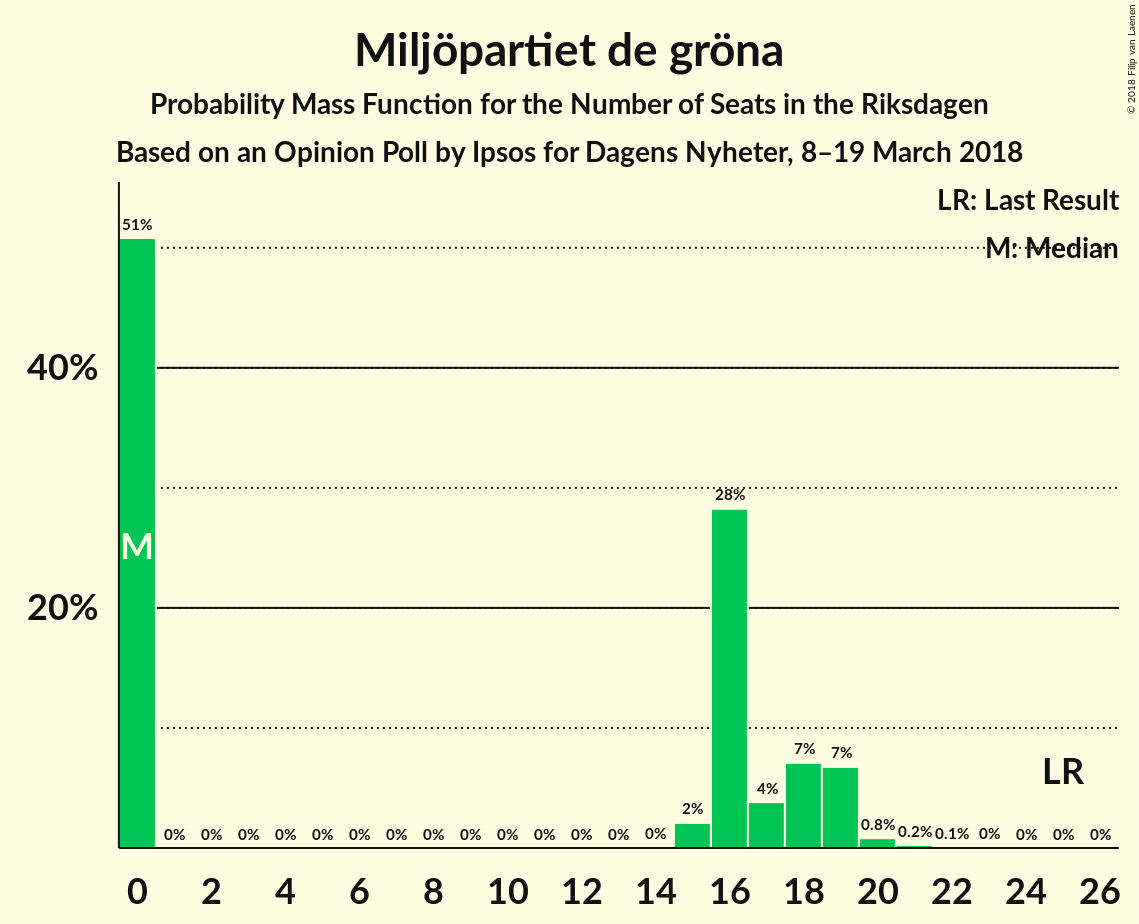 Miljöpartiet de gröna
Probability Mass Function for the Number of Seats in the Riksdagen
Based on an Opinion Poll by Ipsos for Dagens Nyheter, 8–19 March 2018
© 2018 Filip van Laenen
LR: Last Result
M: Median
40%
20%
51% 0% 0% 0% 0% 0% 0% 0% 0% 0% 0% 0% 0% 0% 0% 2% 28% 4% 7% 7% 0.8% 0.2% 0.1% 0% 0% 0% 0%
M
LR
0 2 4 6 8 10 12 14 16 18 20 22 24 26